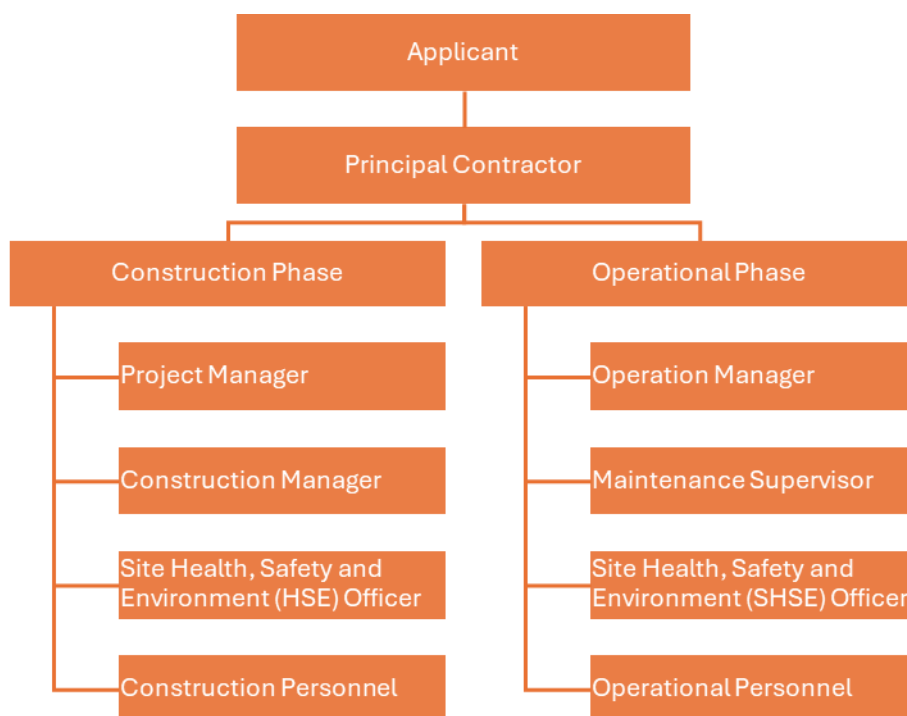 Applicant
Principal Contractor
Construction Phase
Project Manager
Construction Manager
Site Health, Safety and
Environment (HSE) Officer
Construction Personnel
Operational Phase
Operation Manager
Maintenance Supervisor
Site Health, Safety and
Environment (SHSE) Officer
Operational Personnel